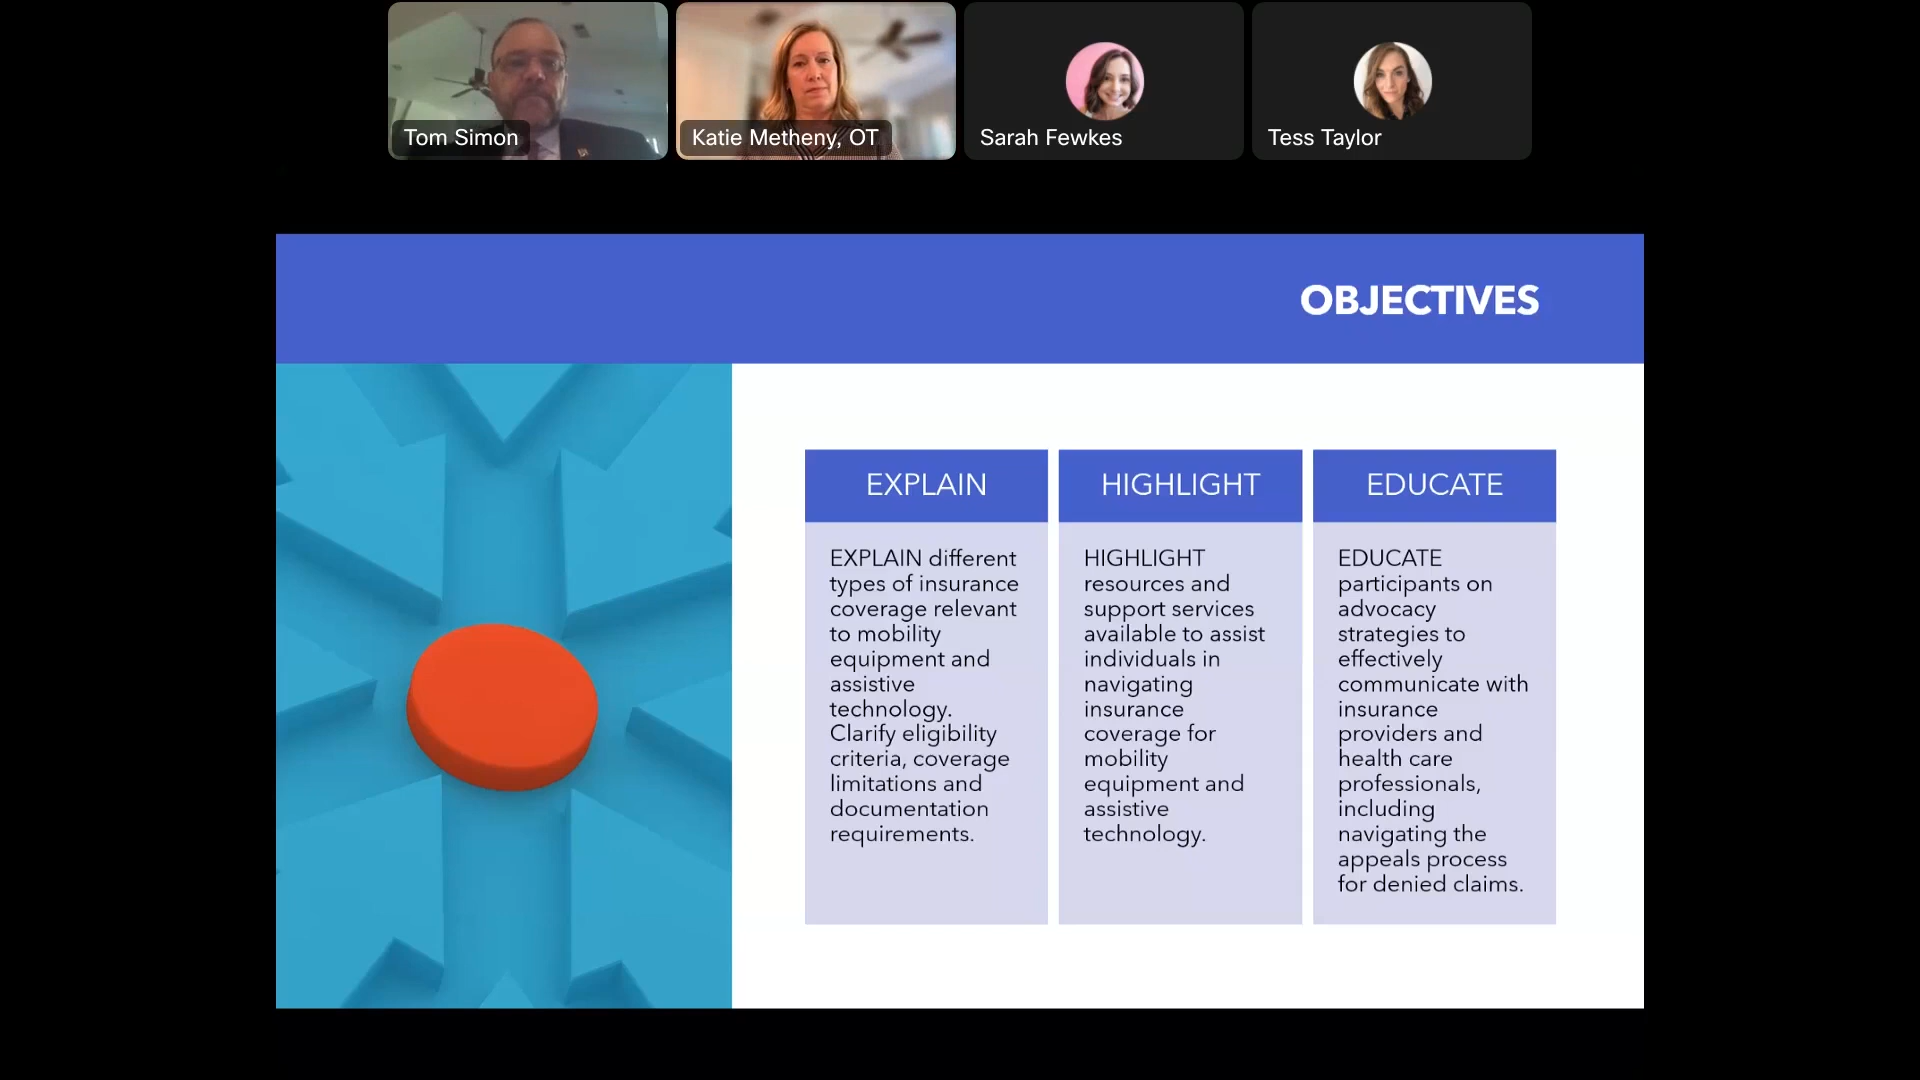 Tom Simon
Katie Metheny, OT
Sarah Fewkes
Tess Taylor
OBJECTIVES
EXPLAIN
EXPLAIN different
types of insurance
coverage relevant
to mobility
equipment and
assistive
technology.
Clarify eligibility
criteria, coverage
limitations and
documentation
requirements.
HIGHLIGHT
HIGHLIGHT
resources and
support services
available to assist
individuals in
navigating
insurance
coverage for
mobility
equipment and
assistive
technology.
EDUCATE
EDUCATE
participants on
advocacy
strategies to
effectively
communicate with
insurance
providers and
health care
professionals,
including
navigating the
appeals process
for denied claims.